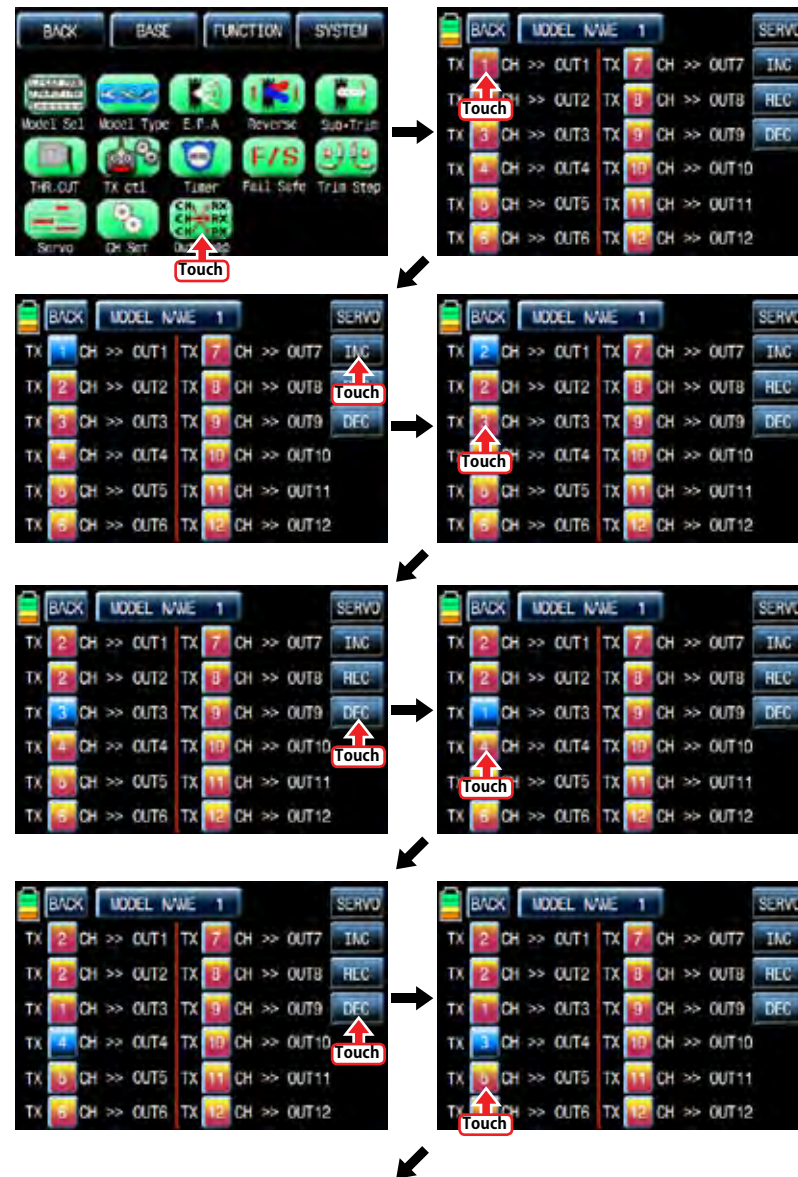 BACK BASE FUNCTION SYSTEM
Model Sel Model Type E.P.A Reverse Sub-Trim
F/S
THR.CUT TX ctl Timer Fail Safe Trim Step
CH RX
CH RX
CH RX
Servo CH Set
Touch
BACK MODEL NAME 1 SERVO
TX 1 CH >> OUT1 TX 7 CH >> OUT7 INC
CH >> OUT2 TX 8 CH >> OUT8 REC
Touch
TX 3 CH >> OUT3 TX 9 CH >> OUT9 DEC
TX 4 CH >> OUT4 TX 10 CH >> OUT10
TX 5 CH >> OUT5 TX 11 CH >> OUT11
TX 6 CH >> OUT6 TX 12 CH >> OUT12
BACK MODEL NAME 1 SERVO
TX 1 CH >> OUT1 TX 7 CH >> OUT7 INC
TX 2 CH >> OUT2 TX 8 CH >> OUT8
Touch
TX 3 CH >> OUT3 TX 9 CH >> OUT9 DEC
TX 4 CH >> OUT4 TX 10 CH >> OUT10
TX 5 CH >> OUT5 TX 11 CH >> OUT11
TX 6 CH >> OUT6 TX 12 CH >> OUT12
BACK MODEL NAME 1 SERVO
TX 2 CH >> OUT1 TX 7 CH >> OUT7 INC
TX 2 CH >> OUT2 TX 8 CH >> OUT8 REC
TX 3 CH >> OUT3 TX 9 CH >> OUT9 DEC
TX CH >> OUT4 TX 10 CH >> OUT10
Touch
TX 5 CH >> OUT5 TX 11 CH >> OUT11
TX 6 CH >> OUT6 TX 12 CH >> OUT12
BACK MODEL NAME 1 SERVO
TX 2 CH >> OUT1 TX 7 CH >> OUT7 INC
TX 2 CH >> OUT2 TX 8 CH >> OUT8 REC
TX 3 CH >> OUT3 TX 9 CH >> OUT9 DEC
TX 4 CH >> OUT4 TX 10 CH >> OUT10
Touch
TX 5 CH >> OUT5 TX 11 CH >> OUT11
TX 6 CH >> OUT6 TX 12 CH >> OUT12
BACK MODEL NAME 1 SERVO
TX 2 CH >> OUT1 TX 7 CH >> OUT7 INC
TX 2 CH >> OUT2 TX 8 CH >> OUT8 REC
TX 1 CH >> OUT3 TX 9 CH >> OUT9 DEC
TX 4 CH >> OUT4 TX 10 CH >> OUT10
TX CH >> OUT5 TX 11 CH >> OUT11
Touch
TX 6 CH >> OUT6 TX 12 CH >> OUT12
BACK MODEL NAME 1 SERVO
TX 2 CH >> OUT1 TX 7 CH >> OUT7 INC
TX 2 CH >> OUT2 TX 8 CH >> OUT8 REC
TX 1 CH >> OUT3 TX 9 CH >> OUT9 DEC
TX 4 CH >> OUT4 TX 10 CH >> OUT10
Touch
TX 5 CH >> OUT5 TX 11 CH >> OUT11
TX 6 CH >> OUT6 TX 12 CH >> OUT12
BACK MODEL NAME 1 SERVO
TX 2 CH >> OUT1 TX 7 CH >> OUT7 INC
TX 2 CH >> OUT2 TX 8 CH >> OUT8 REC
TX 1 CH >> OUT3 TX 9 CH >> OUT9 DEC
TX 3 CH >> OUT4 TX 10 CH >> OUT10
TX 5 CH >> OUT5 TX 11 CH >> OUT11
TX CH >> OUT6 TX 12 CH >> OUT12
Touch